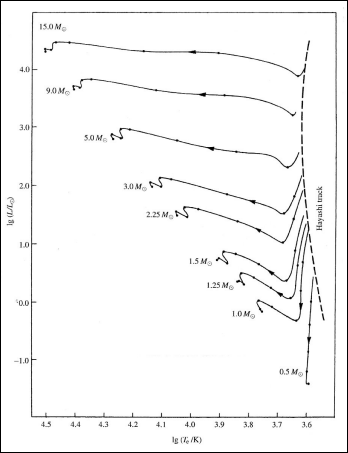 15.0 M☉
4.0
9.0 M☉
3.0
5.0 M☉
3.0 M☉
2.0
2.25 M☉
lg (L/L☉)
Hayashi track
1.0
1.5 M☉
1.25 M☉
0.0
1.0 M☉
−1.0
0.5 M☉
4.5 4.4 4.3 4.2 4.1 4.0 3.9 3.8 3.7 3.6
lg (Te/K)